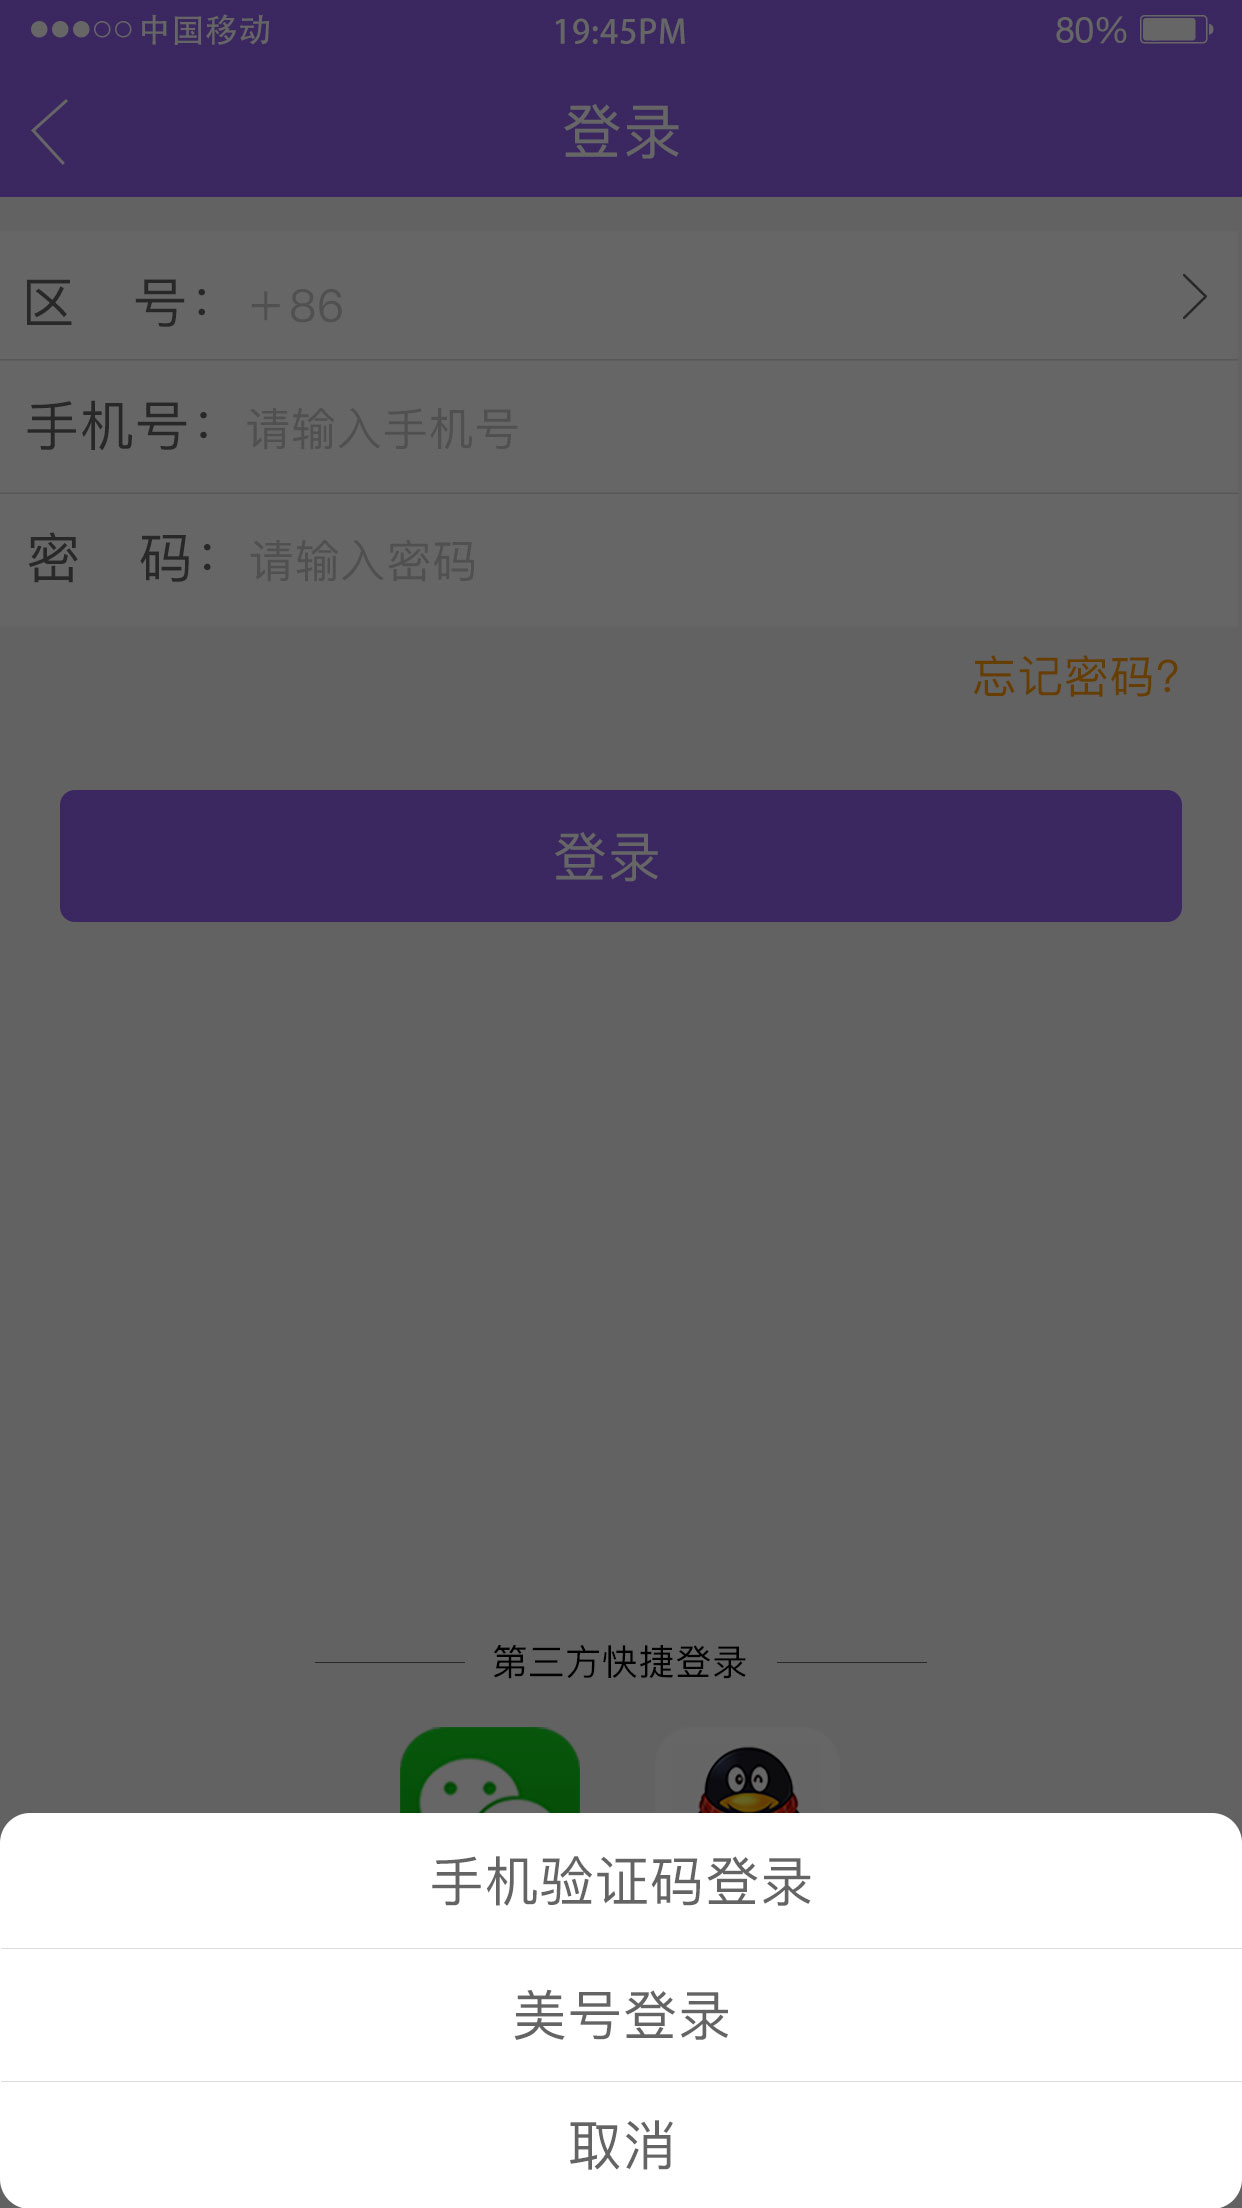 中国移动 19:45PM 80%
登录
区 号： +86
手机号： 请输入手机号
密 码： 请输入密码
忘记密码?
登录
第三方快捷登录
手机验证码登录
美号登录
取消